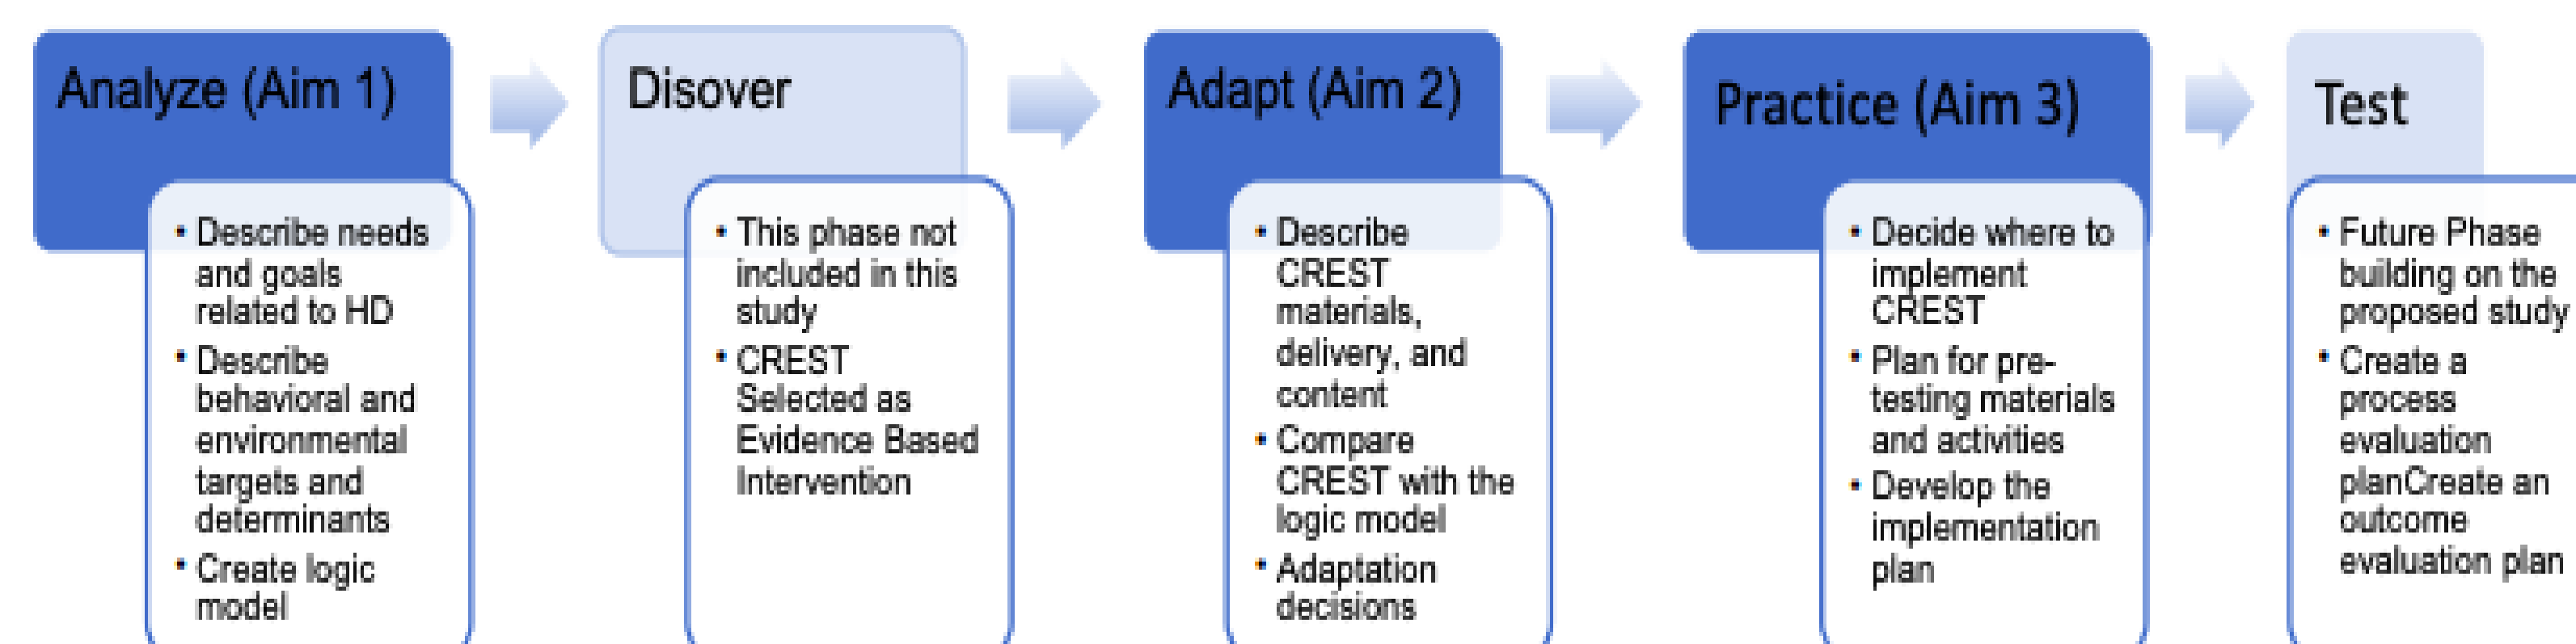 Analyze (Aim 1)
• Describe needs
and goals
related to HD
• Describe
behavioral and
environmental
targets and
determinants
• Create logic
model
Disover
• This phase not
included in this
study
• CREST
Selected as
Evidence Based
Intervention
Adapt (Aim 2)
• Describe
CREST
materials,
delivery, and
content
• Compare
CREST with the
logic model
• Adaptation
decisions
Practice (Aim 3)
• Decide where to
implement
CREST
• Plan for pre-
testing materials
and activities
• Develop the
implementation
plan
Test
• Future Phase
building on the
proposed study
• Create a
process
evaluation
planCreate an
outcome
evaluation plan